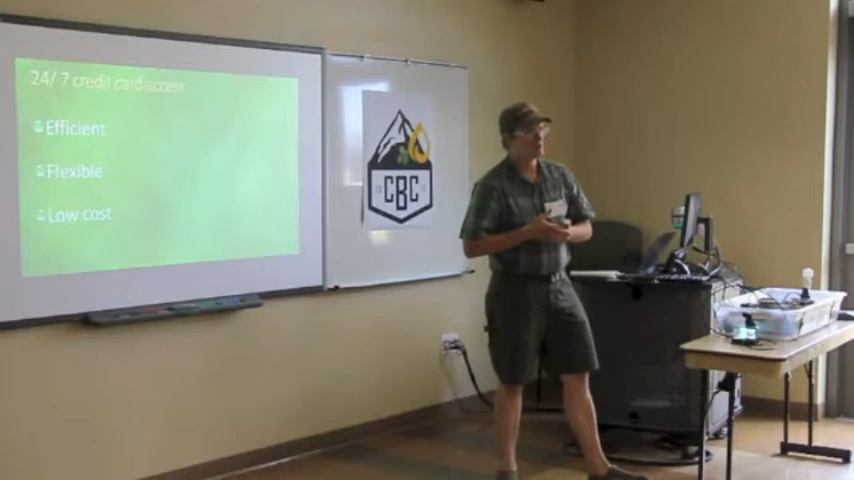 24/7 credit card access
Efficient
Flexible
Low cost
CBC